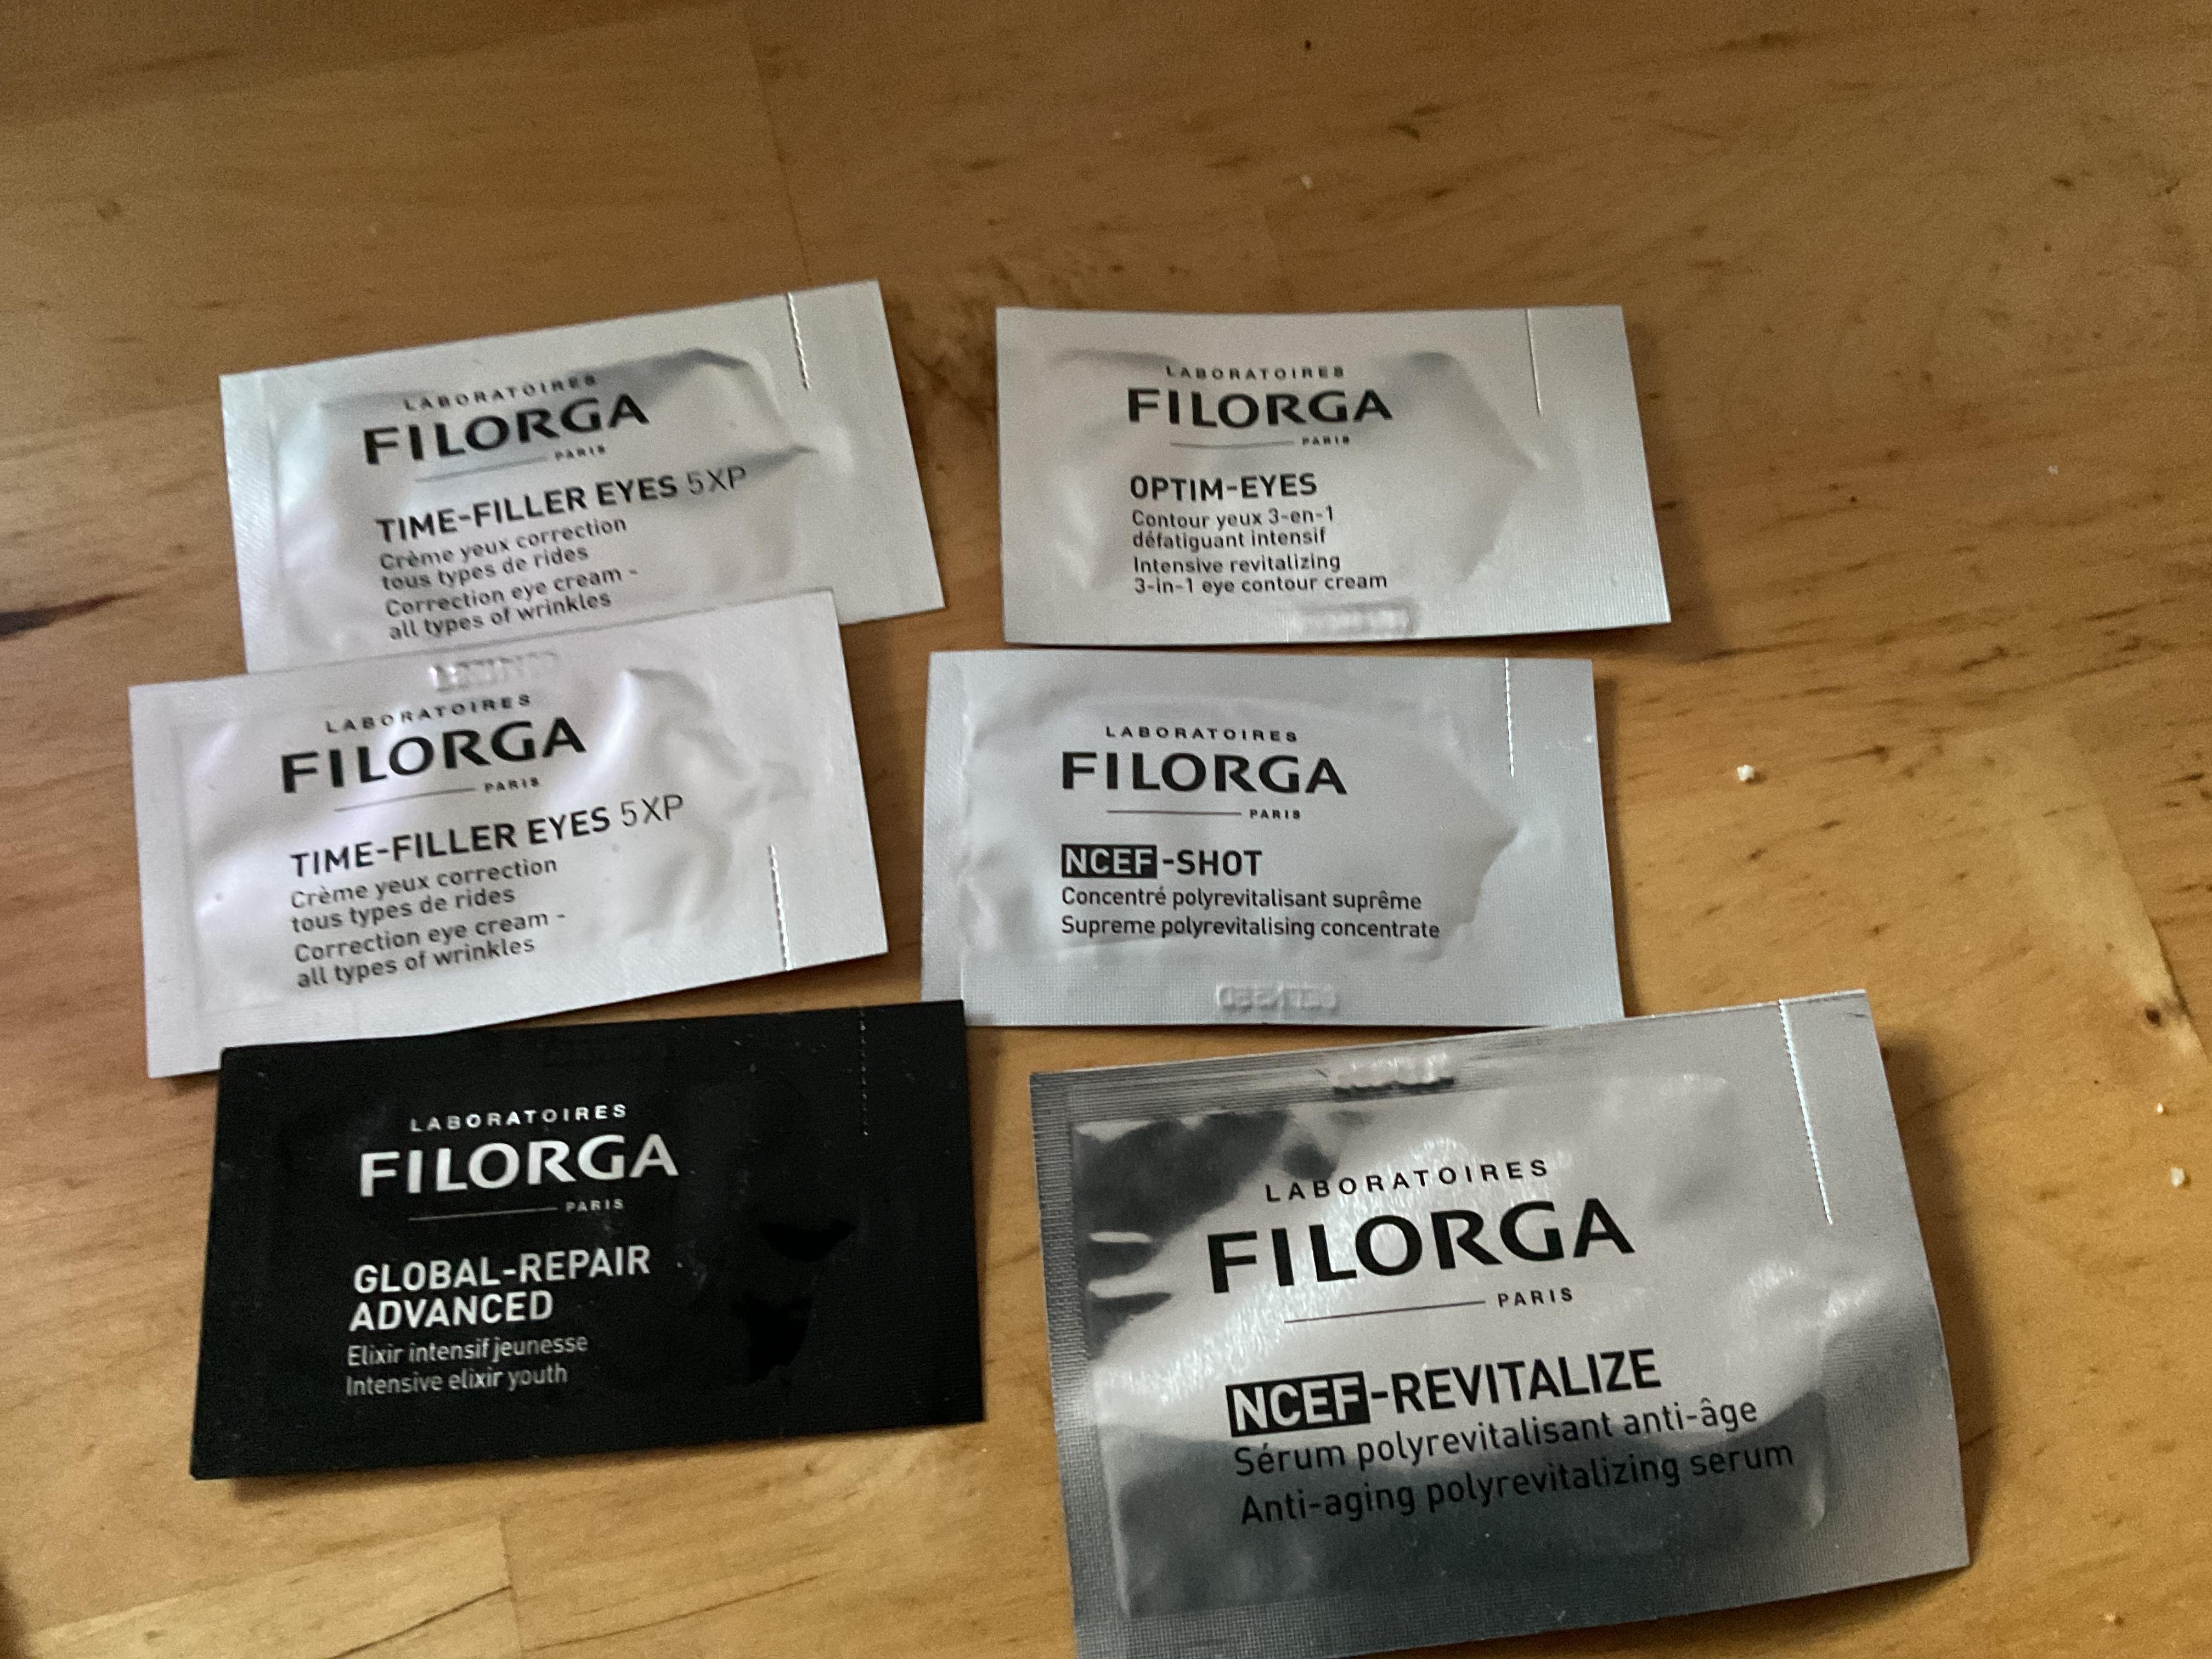 LABORATOIRES
FILORGA
PARIS
TIME-FILLER EYES 5XP
Crème yeux correction
tous types de rides
Correction eye cream -
all types of wrinkles
LABORATOIRES
FILORGA
PARIS
OPTIM-EYES
Contour yeux 3-en-1
défatiguant intensif
Intensive revitalizing
3-in-1 eye contour cream
LABORATOIRES
FILORGA
PARIS
TIME-FILLER EYES 5XP
Crème yeux correction
tous types de rides
Correction eye cream -
all types of wrinkles
LABORATOIRES
FILORGA
PARIS
NCEF-SHOT
Concentré polyrevitalisant suprême
Supreme polyrevitalising concentrate
LABORATOIRES
FILORGA
PARIS
GLOBAL-REPAIR
ADVANCED
Elixir intensif jeunesse
Intensive elixir youth
LABORATOIRES
FILORGA
PARIS
NCEF-REVITALIZE
Sérum polyrevitalisant anti-âge
Anti-aging polyrevitalizing serum